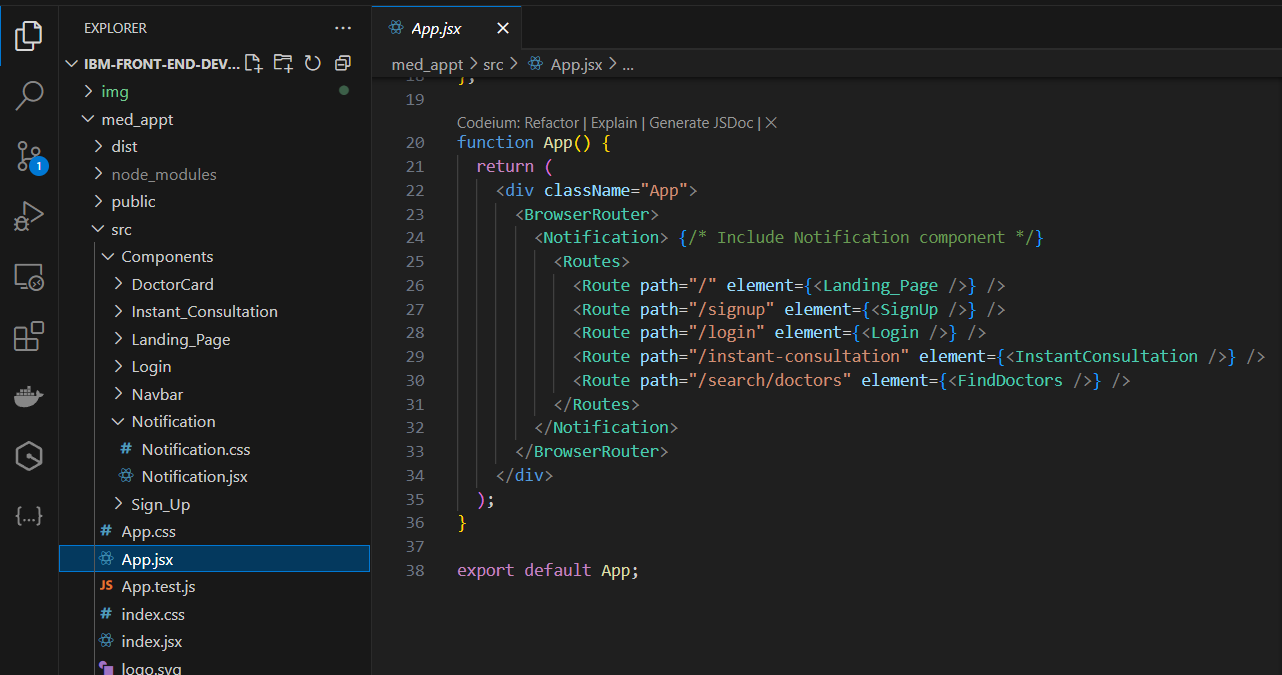 EXPLORER
...
IBM-FRONT-END-DEV...
img
med_appt
dist
node_modules
public
src
Components
DoctorCard
Instant_Consultation
Landing_Page
Login
Navbar
Notification
# Notification.css
Notification.jsx
Sign_Up
# App.css
App.jsx
JS App.test.js
# index.css
index.jsx
logo.svg
1
{...}
App.jsx
med_appt > src > App.jsx > ...
18 };
19
Codeium: Refactor | Explain | Generate JSDoc | X
20 function App() {
21 return (
22 <div className="App">
23 <BrowserRouter>
24 <Notification> {/* Include Notification component */}
25 <Routes>
26 <Route path="/" element={<Landing_Page />} />
27 <Route path="/signup" element={<SignUp />} />
28 <Route path="/login" element={<Login />} />
29 <Route path="/instant-consultation" element={<InstantConsultation />} />
30 <Route path="/search/doctors" element={<FindDoctors />} />
31 </Routes>
32 </Notification>
33 </BrowserRouter>
34 </div>
35 );
36 }
37
38 export default App;